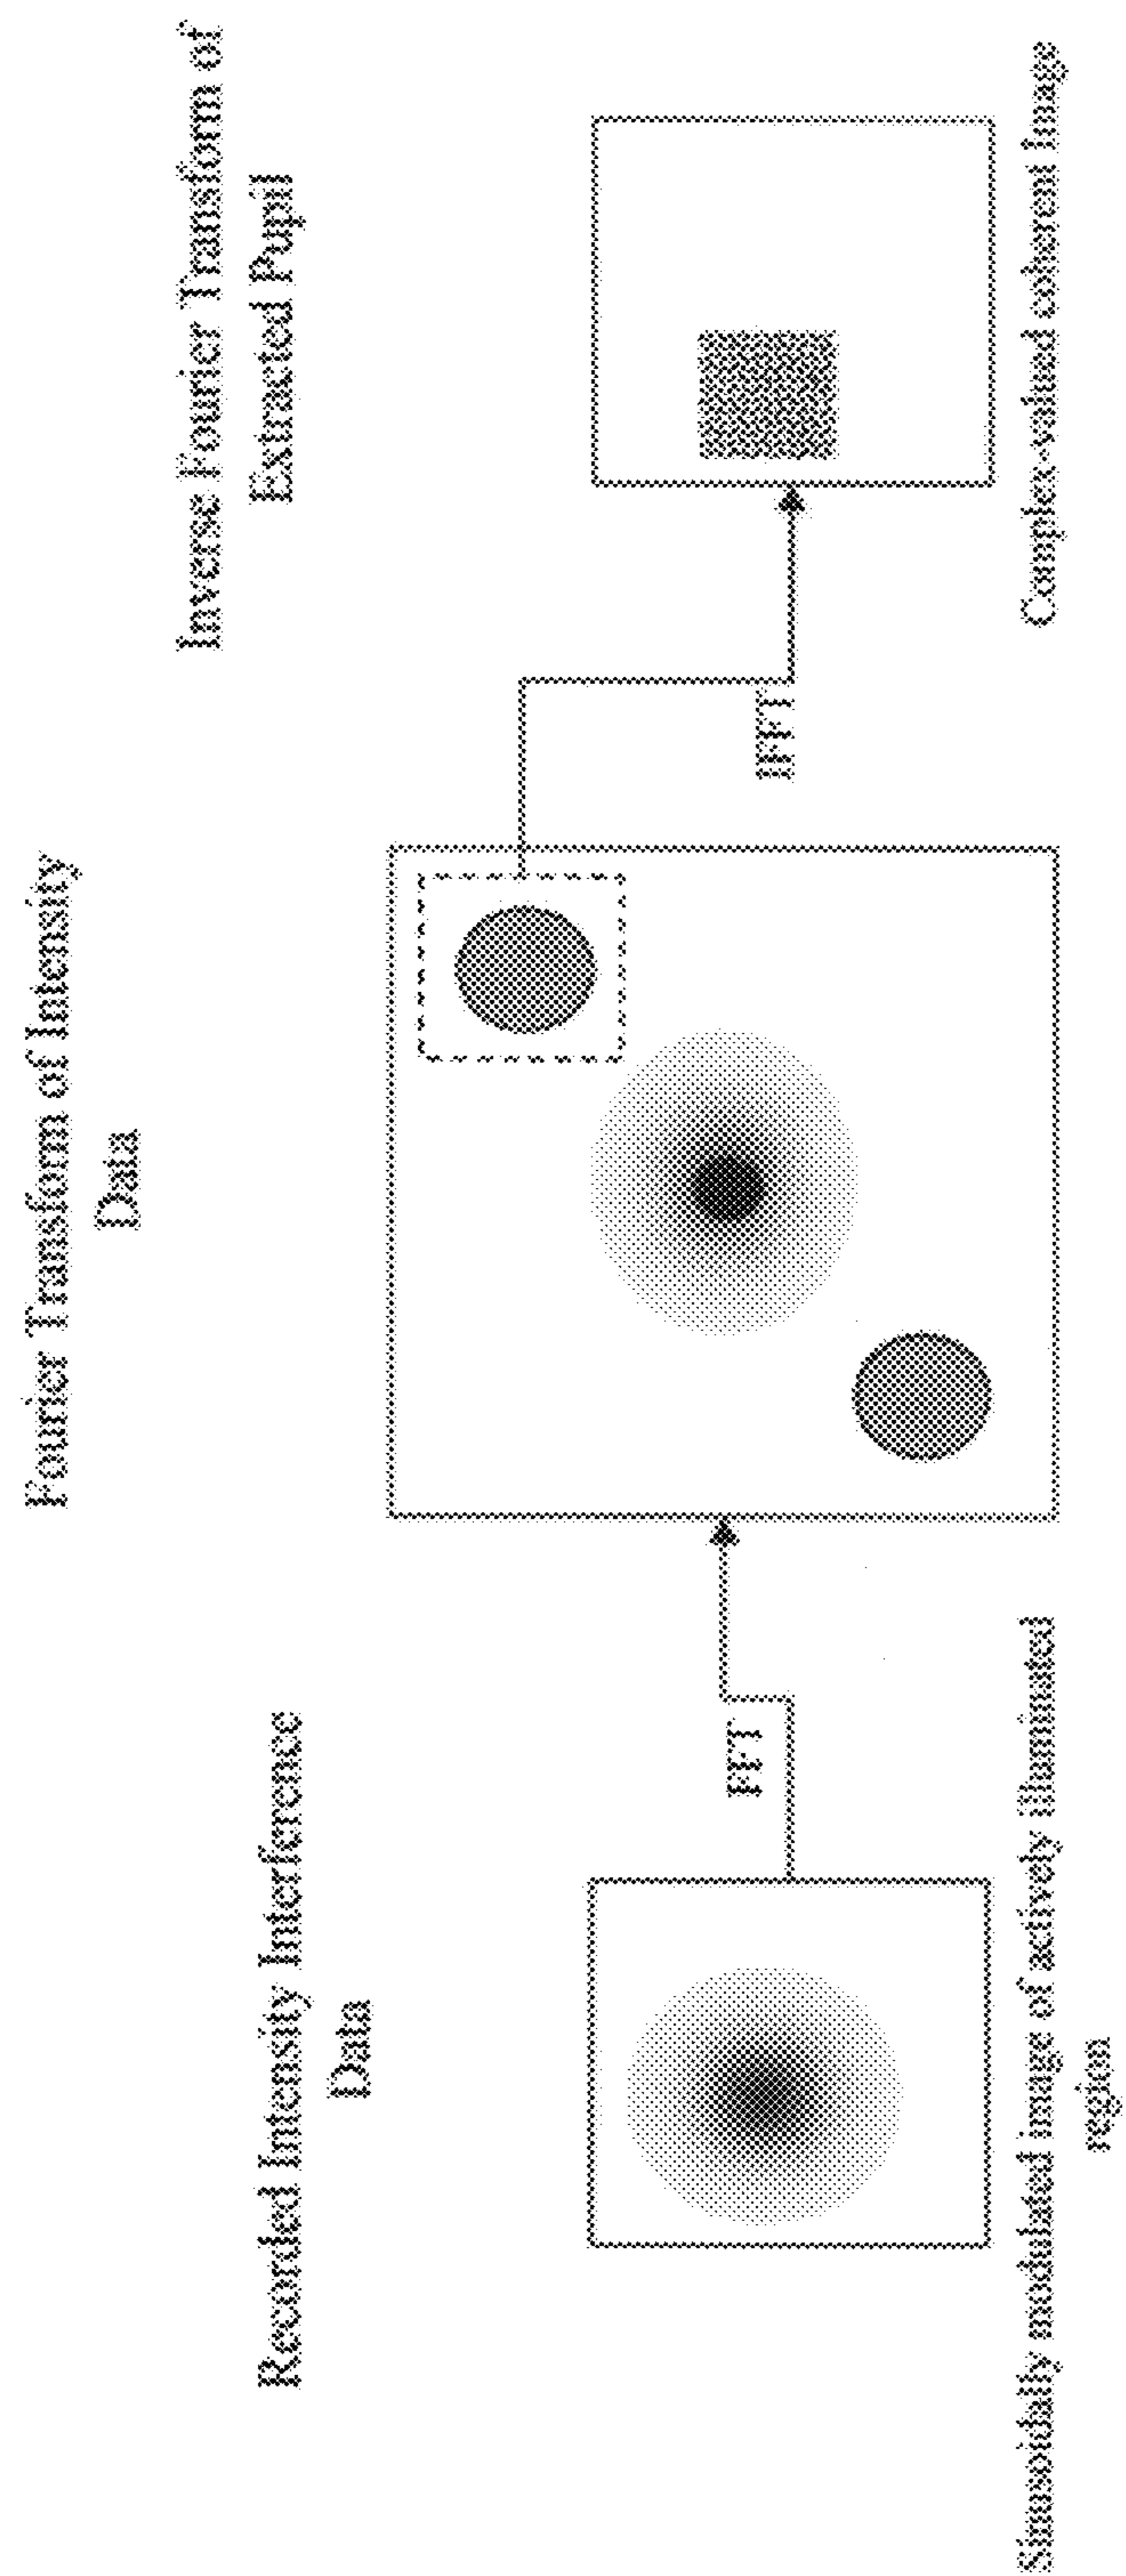 Recorded Intensity Interference
Data
FFT
Sinusoidally modulated image of actively illuminated
region
Fourier Transform of Intensity
Data
IFFT
Inverse Fourier Transform of
Extracted Pupil
Complex-valued coherent Image